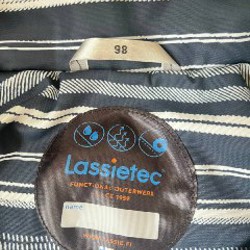 98
Lassietec
FUNCTIONAL OUTERWEAR
name: